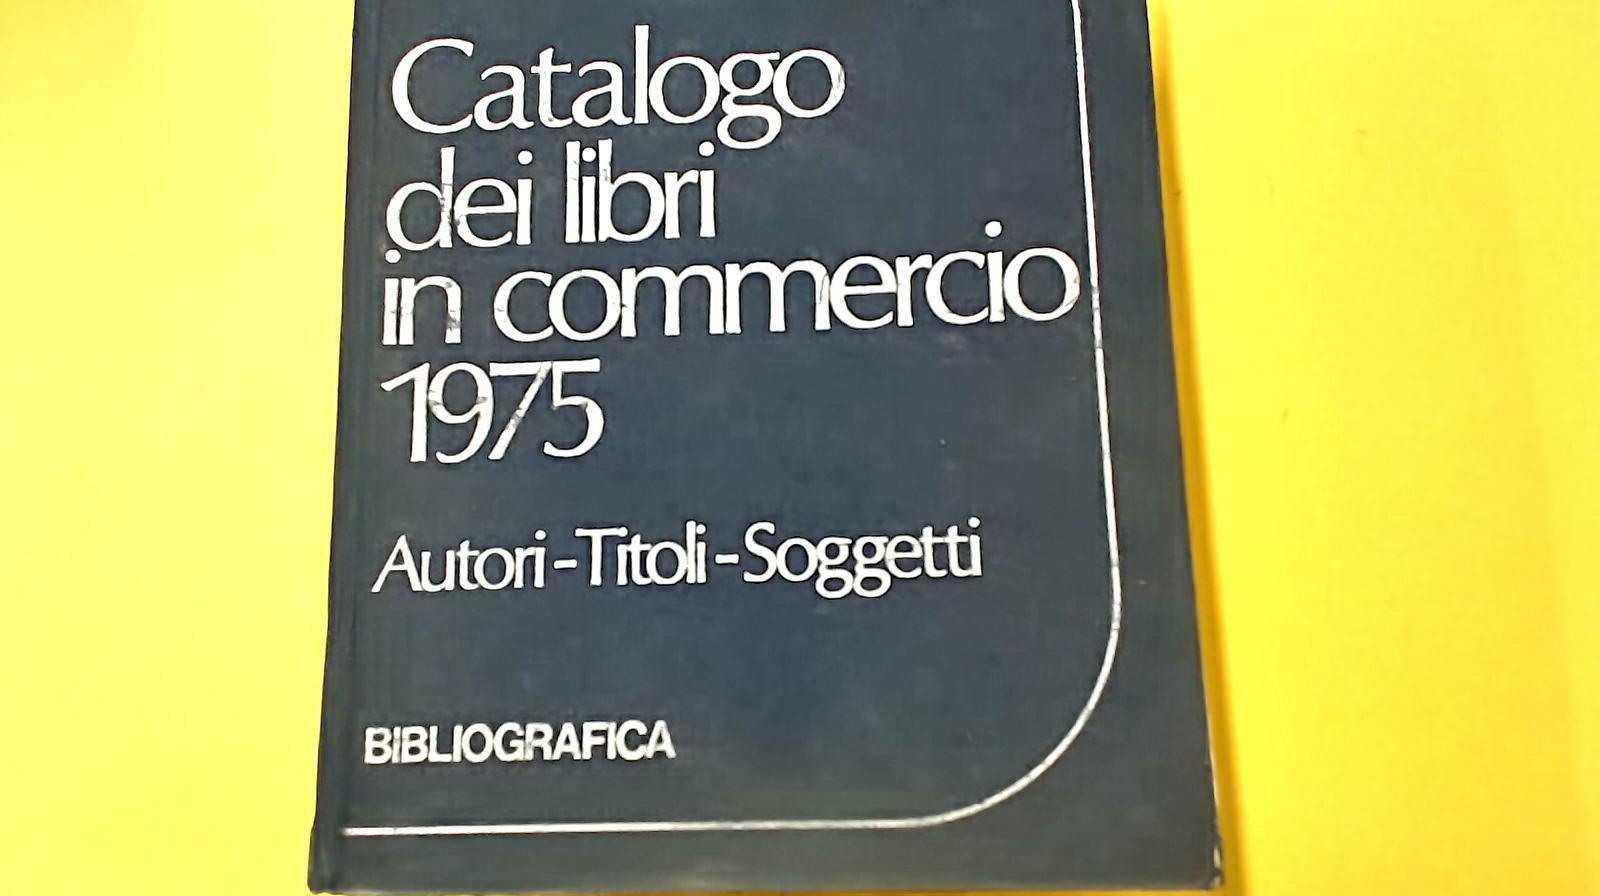 Catalogo
dei libri
in commercio
1975
Autori-Titoli-Soggetti
BIBLIOGRAFICA